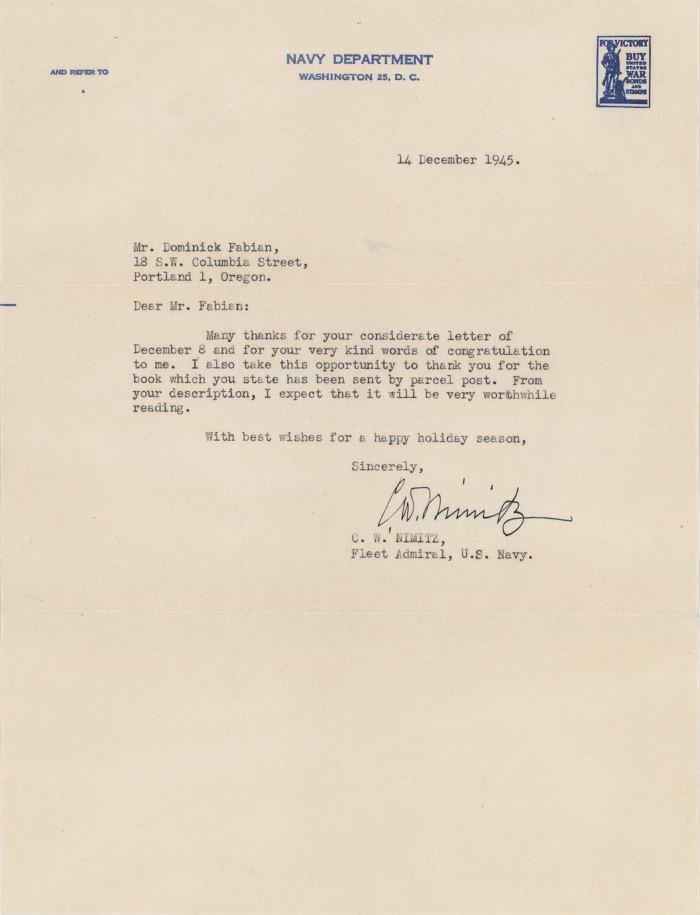 NAVY DEPARTMENT
WASHINGTON 25, D. C.
AND REFER TO
FOR VICTORY
BUY
UNITED
STATES
WAR
BONDS
AND
STAMPS
14 December 1945.
Mr. Dominick Fabian,
18 S.W. Columbia Street,
Portland 1, Oregon.
Dear Mr. Fabian:
Many thanks for your considerate letter of
December 8 and for your very kind words of congratulation
to me. I also take this opportunity to thank you for the
book which you state has been sent by parcel post. From
your description, I expect that it will be very worthwhile
reading.
With best wishes for a happy holiday season,
Sincerely,
C.W. Nimitz
C. W. NIMITZ,
Fleet Admiral, U.S. Navy.